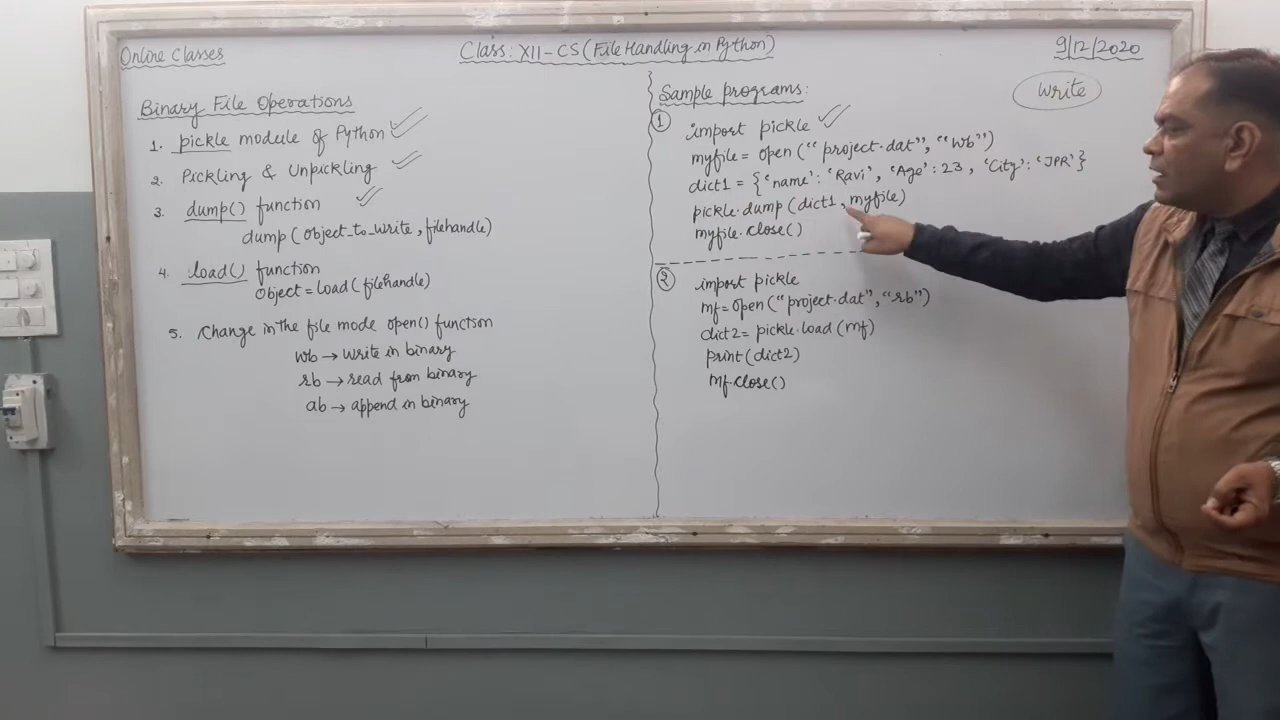 Online Classes
Class: XII-CS (File Handling in Python)
9/12/2020
Binary File Operations
1. pickle module of Python
2. Pickling & Unpickling
3. dump() function
dump(object_to_write, filehandle)
4. load() function
Object = load(filehandle)
5. Change in the file mode open() function
wb → write in binary
rb → read from binary
ab → append in binary
Sample programs:
write
1 import pickle
myfile = open("project.dat", "wb")
dict1 = {'name': 'Ravi', 'Age': 23, 'City': 'JPR'}
pickle.dump(dict1, myfile)
myfile.close()
2 import pickle
mf = open("project.dat", "rb")
dict2 = pickle.load(mf)
print(dict2)
mf.close()